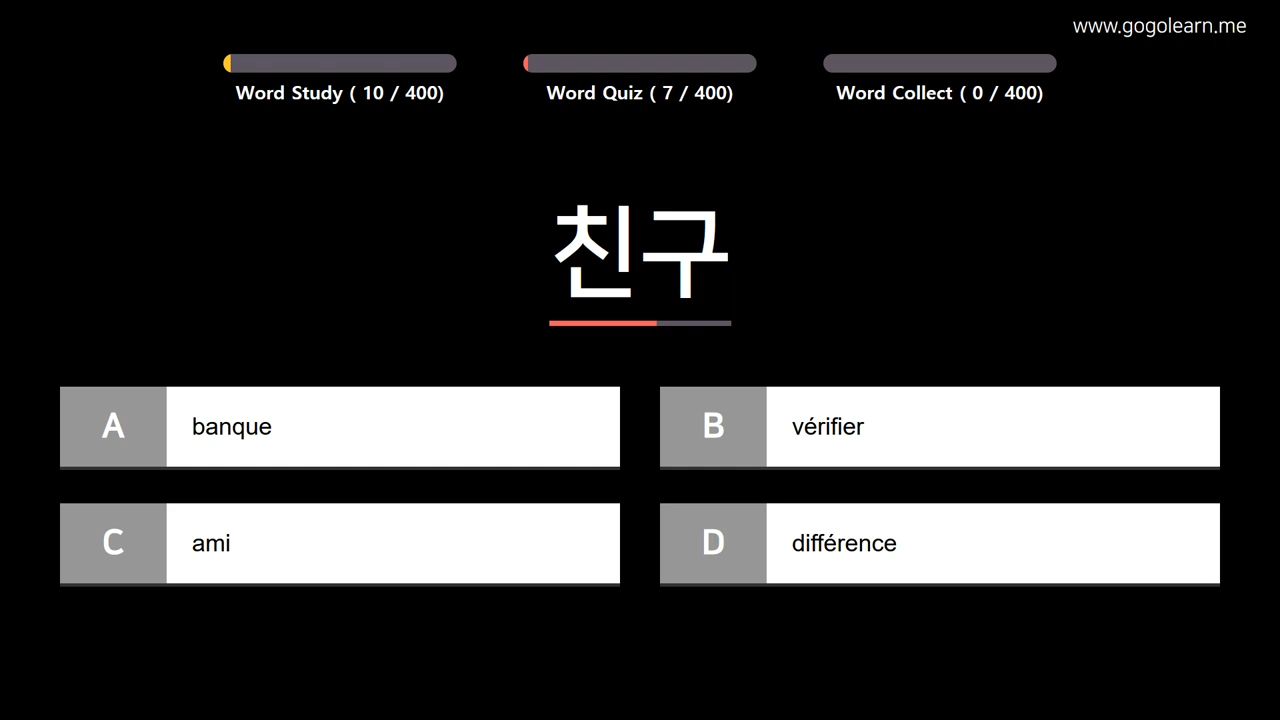 www.gogolearn.me
Word Study ( 10 / 400)
Word Quiz ( 7 / 400)
Word Collect ( 0 / 400)
친구
A banque
B vérifier
C ami
D différence